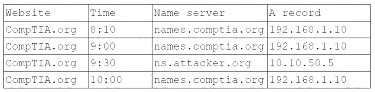 Website Time Name server A record
CompTIA.org 8:10 names.comptia.org 192.168.1.10
CompTIA.org 9:00 names.comptia.org 192.168.1.10
CompTIA.org 9:30 ns.attacker.org 10.10.50.5
CompTIA.org 10:00 names.comptia.org 192.168.1.10